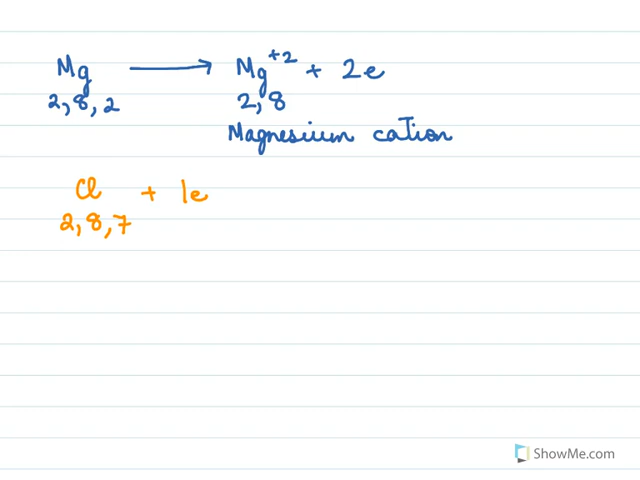 Mg ⟶ Mg⁺² + 2e
2,8,2 2,8
Magnesium cation
Cl + 1e
2,8,7
ShowMe.com